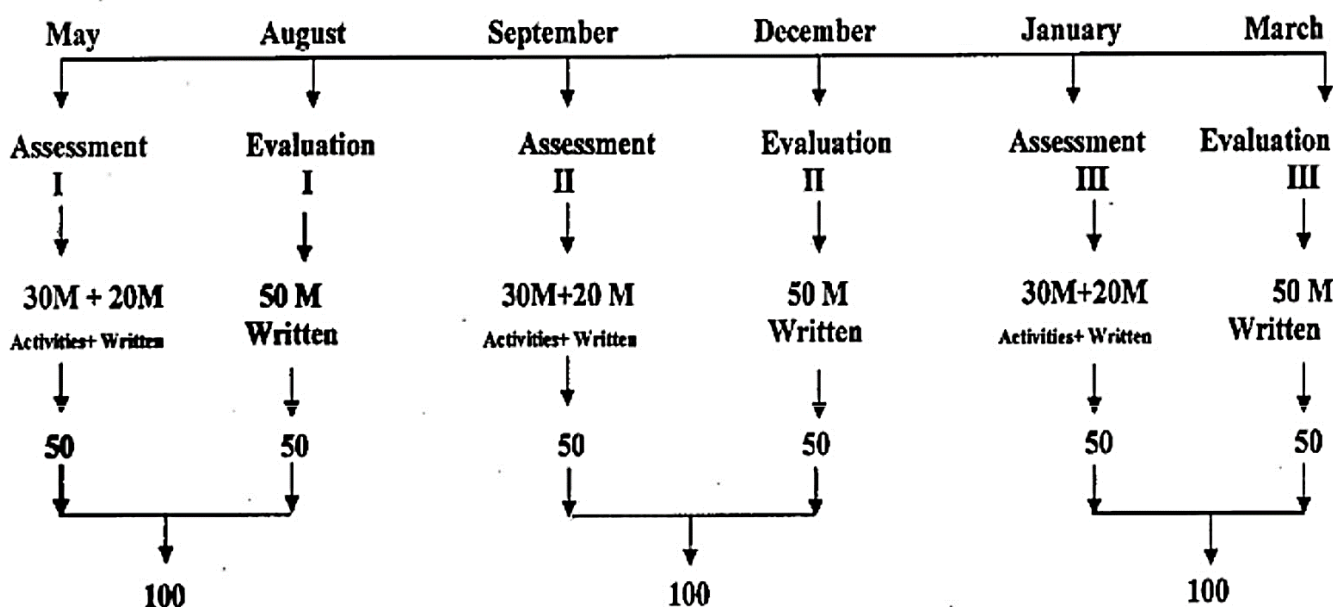 May August September December January March
Assessment Evaluation Assessment Evaluation Assessment Evaluation
I I II II III III
30M + 20M 50 M 30M+20 M 50 M 30M+20M 50 M
Activities+ Written Written Activities+ Written Written Activities+ Written Written
50 50 50 50 50 50
100 100 100